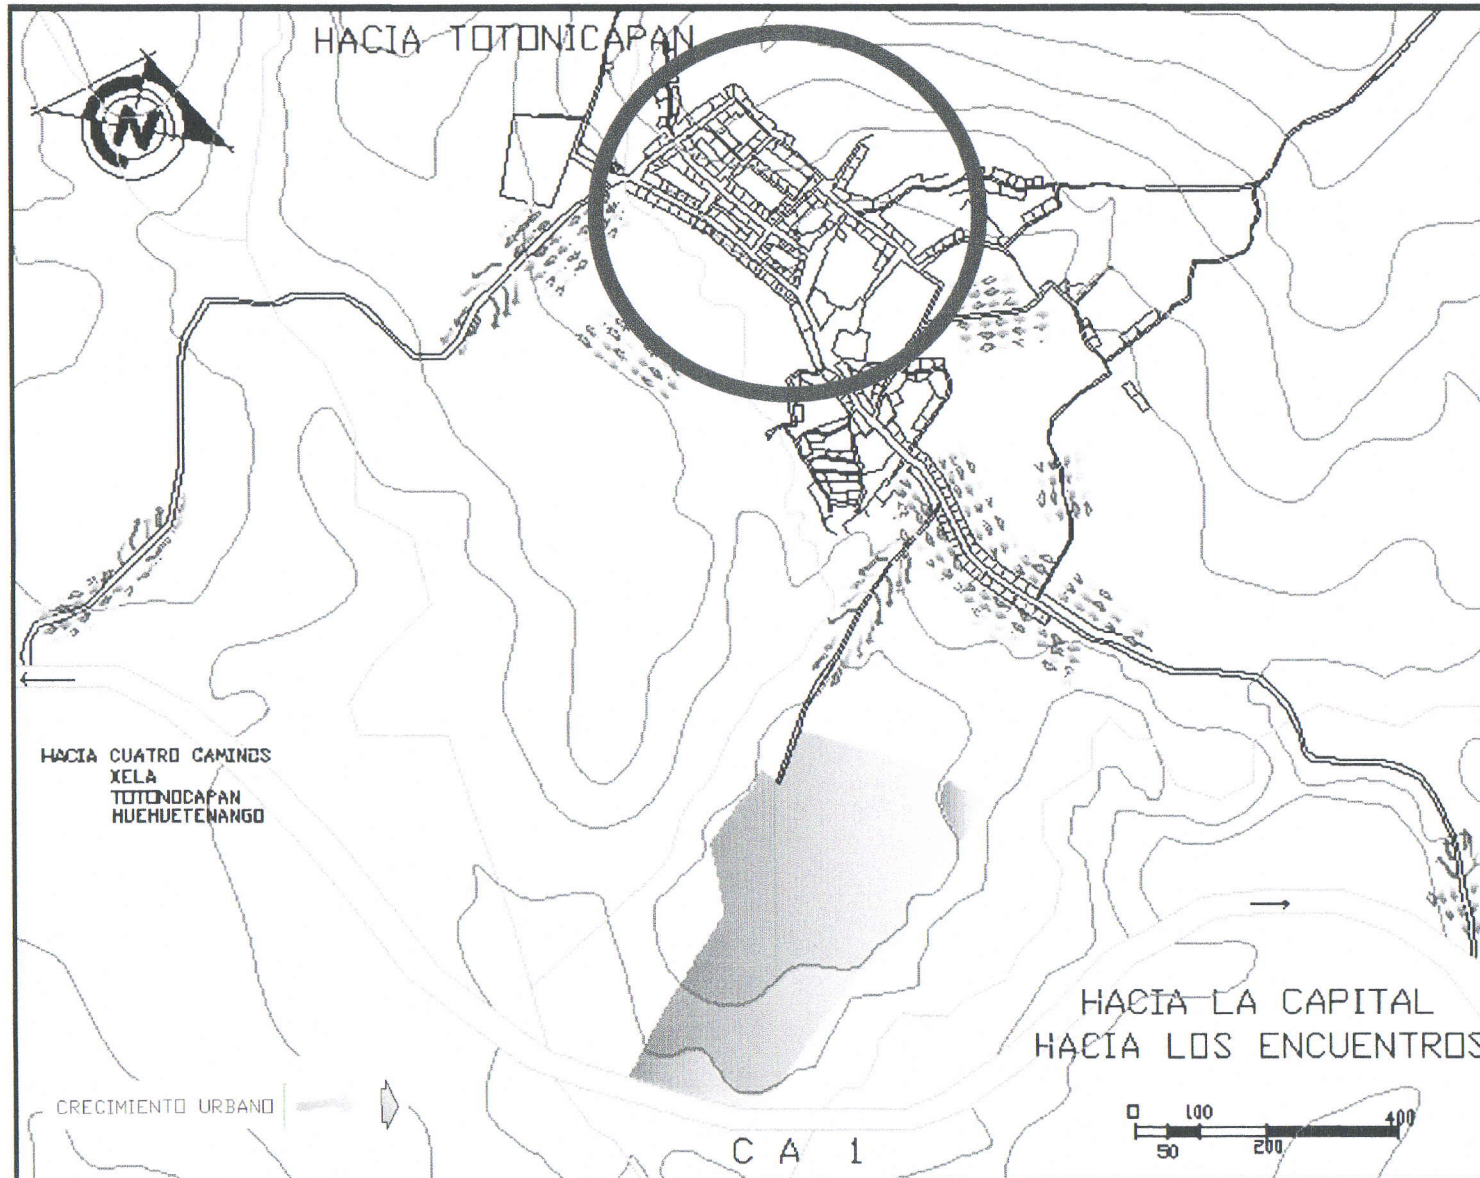 HACIA TOTONICAPAN
N
HACIA CUATRO CAMINOS
XELA
TOTONOCAPAN
HUEHUETENANGO
HACIA LA CAPITAL
HACIA LOS ENCUENTROS
CRECIMIENTO URBANO
0 100 400
50 200
C A 1